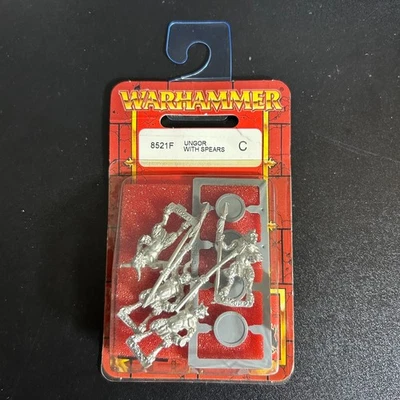 WARHAMMER
8521F UNGOR C
WITH SPEARS